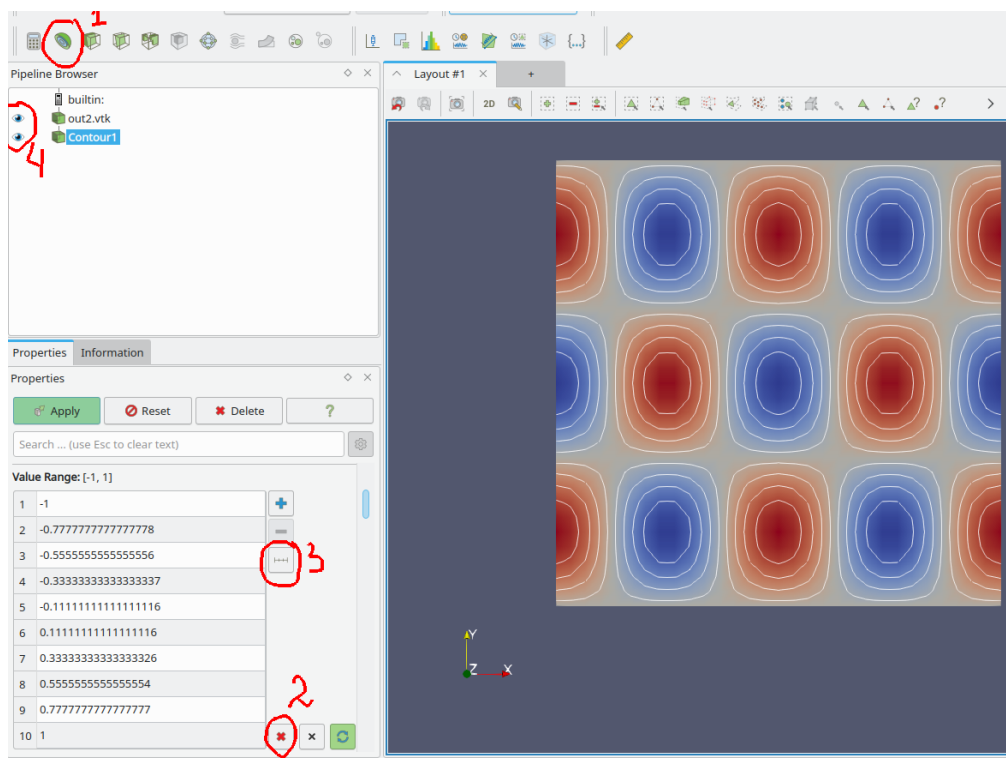 1
Pipeline Browser
Layout #1
+
builtin:
out2.vtk
Contour1
4
2D
Properties Information
Properties
Apply Reset Delete ?
Search ... (use Esc to clear text)
Value Range: [-1, 1]
1 -1
2 -0.7777777777777778
3 -0.5555555555555556
4 -0.33333333333333337
5 -0.11111111111111116
6 0.11111111111111116
7 0.33333333333333326
8 0.5555555555555554
9 0.7777777777777777
10 1
3
2
Y
Z X